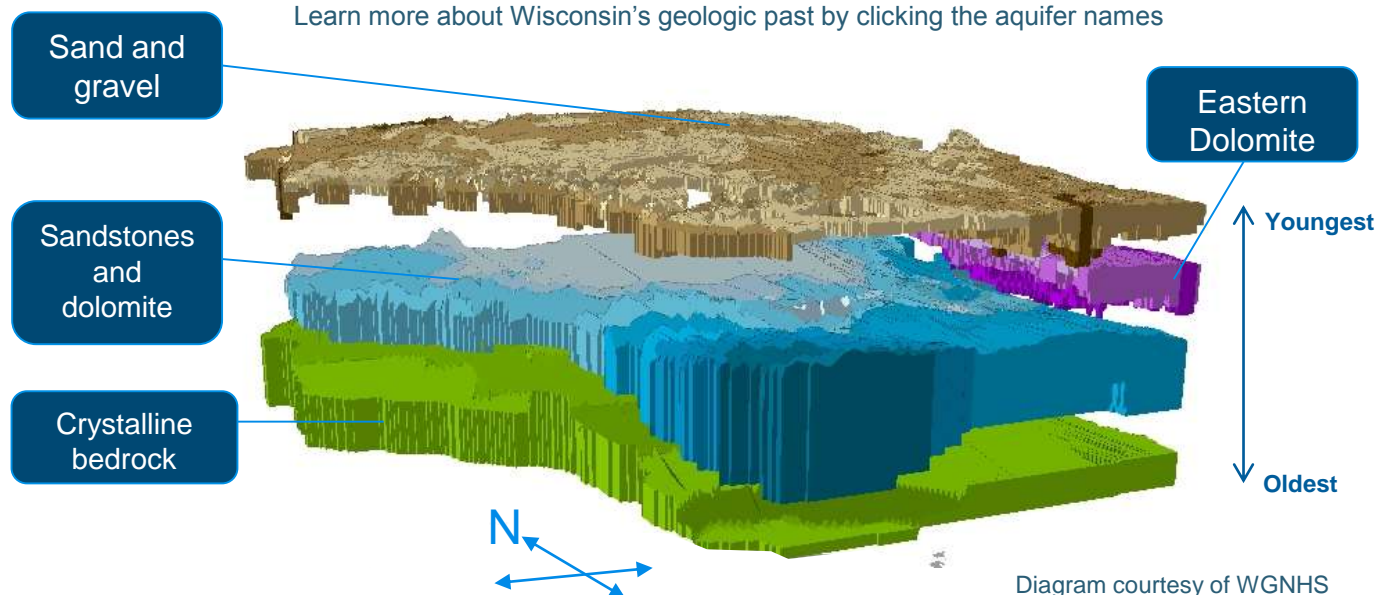 Learn more about Wisconsin’s geologic past by clicking the aquifer names
Sand and
gravel
Eastern
Dolomite
Sandstones
and
dolomite
Youngest
Crystalline
bedrock
Oldest
N
Diagram courtesy of WGNHS